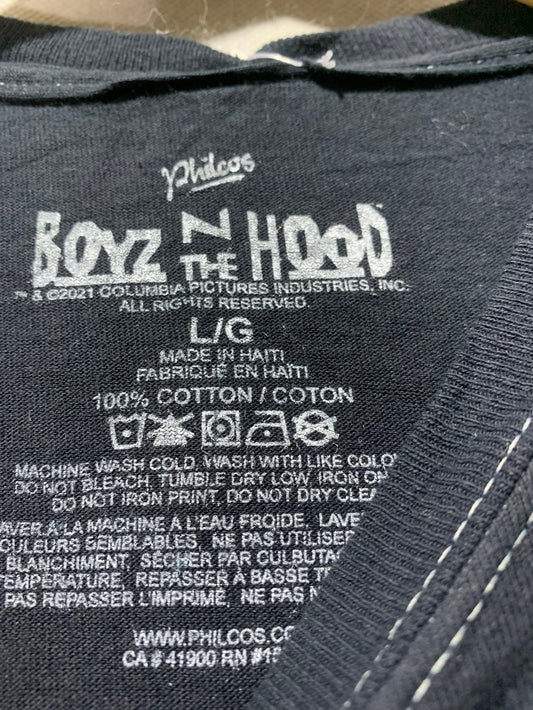 Philcos
BOYZ N THE HOOD
™ & ©2021 COLUMBIA PICTURES INDUSTRIES, INC.
ALL RIGHTS RESERVED.
L/G
MADE IN HAITI
FABRIQUÉ EN HAÏTI
100% COTTON / COTON
MACHINE WASH COLD, WASH WITH LIKE
DO NOT BLEACH, TUMBLE DRY LOW, IRON
DO NOT IRON PRINT, DO NOT DRY
À LA MACHINE À L'EAU FROIDE,
SEMBLABLES, NE PAS
BLANCHIMENT, SÉCHER PAR
REPASSER À BASSE
PAS REPASSER L'IMPRIMÉ, NE PAS
WWW.PHILCOS.
CA # 41900 RN